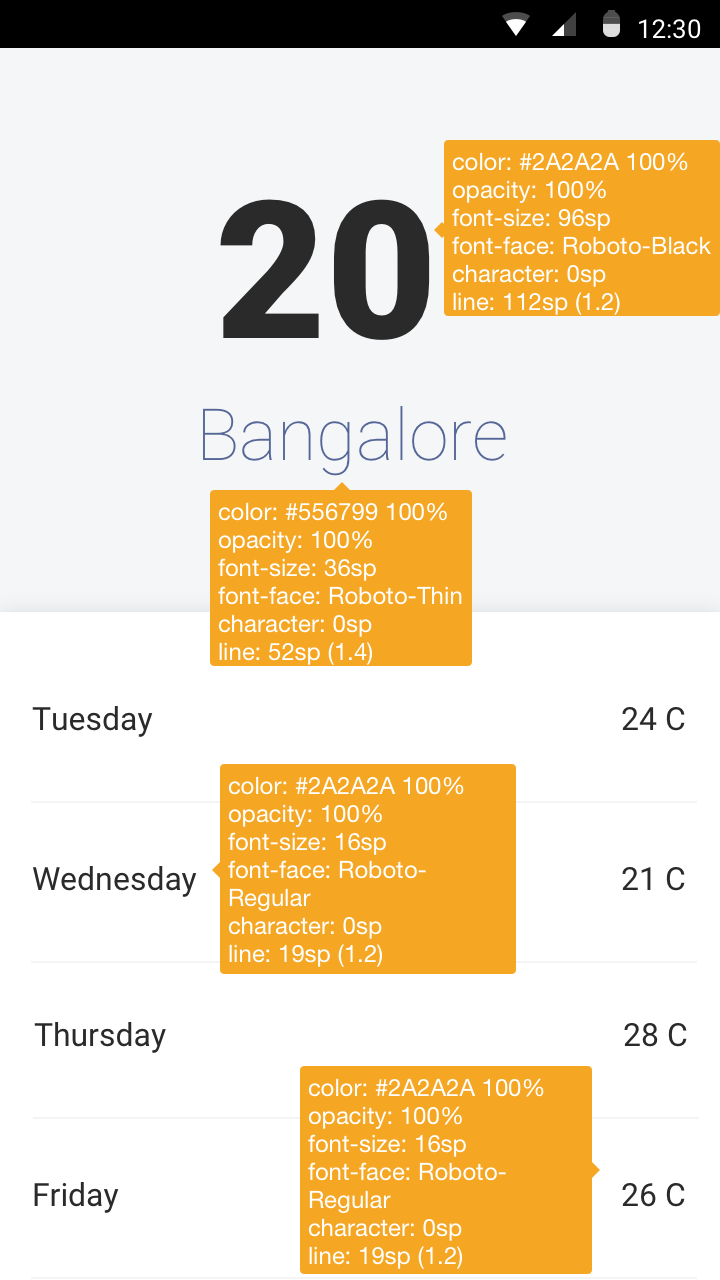 12:30
20
color: #2A2A2A 100%
opacity: 100%
font-size: 96sp
font-face: Roboto-Black
character: 0sp
line: 112sp (1.2)
Bangalore
color: #556799 100%
opacity: 100%
font-size: 36sp
font-face: Roboto-Thin
character: 0sp
line: 52sp (1.4)
Tuesday 24 C
color: #2A2A2A 100%
opacity: 100%
font-size: 16sp
font-face: Roboto-
Regular
character: 0sp
line: 19sp (1.2)
Wednesday 21 C
Thursday 28 C
color: #2A2A2A 100%
opacity: 100%
font-size: 16sp
font-face: Roboto-
Regular
character: 0sp
line: 19sp (1.2)
Friday 26 C